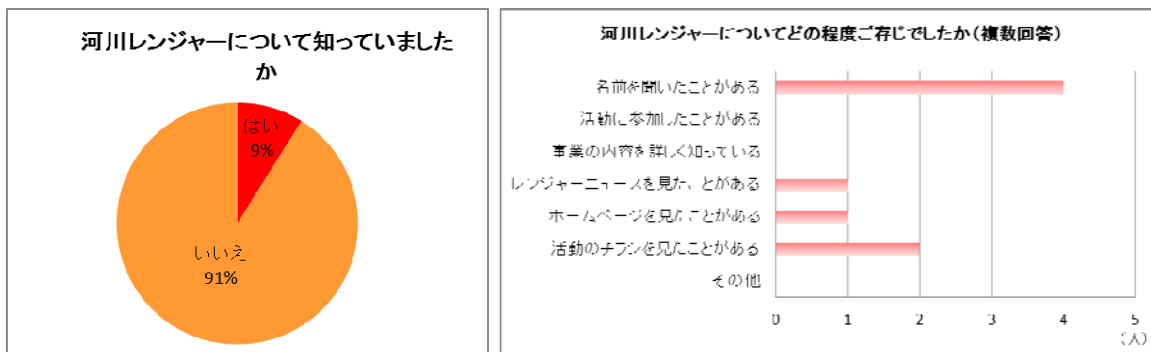 河川レンジャーについて知っていました
か
はい
9%
いいえ
91%
河川レンジャーについてどの程度ご存じでしたか(複数回答)
名前を聞いたことがある
活動に参加したことがある
事業の内容を詳しく知っている
レンジャーニュースを見たことがある
ホームページを見たことがある
活動のチラシを見たことがある
その他
0 1 2 3 4 5
(人)